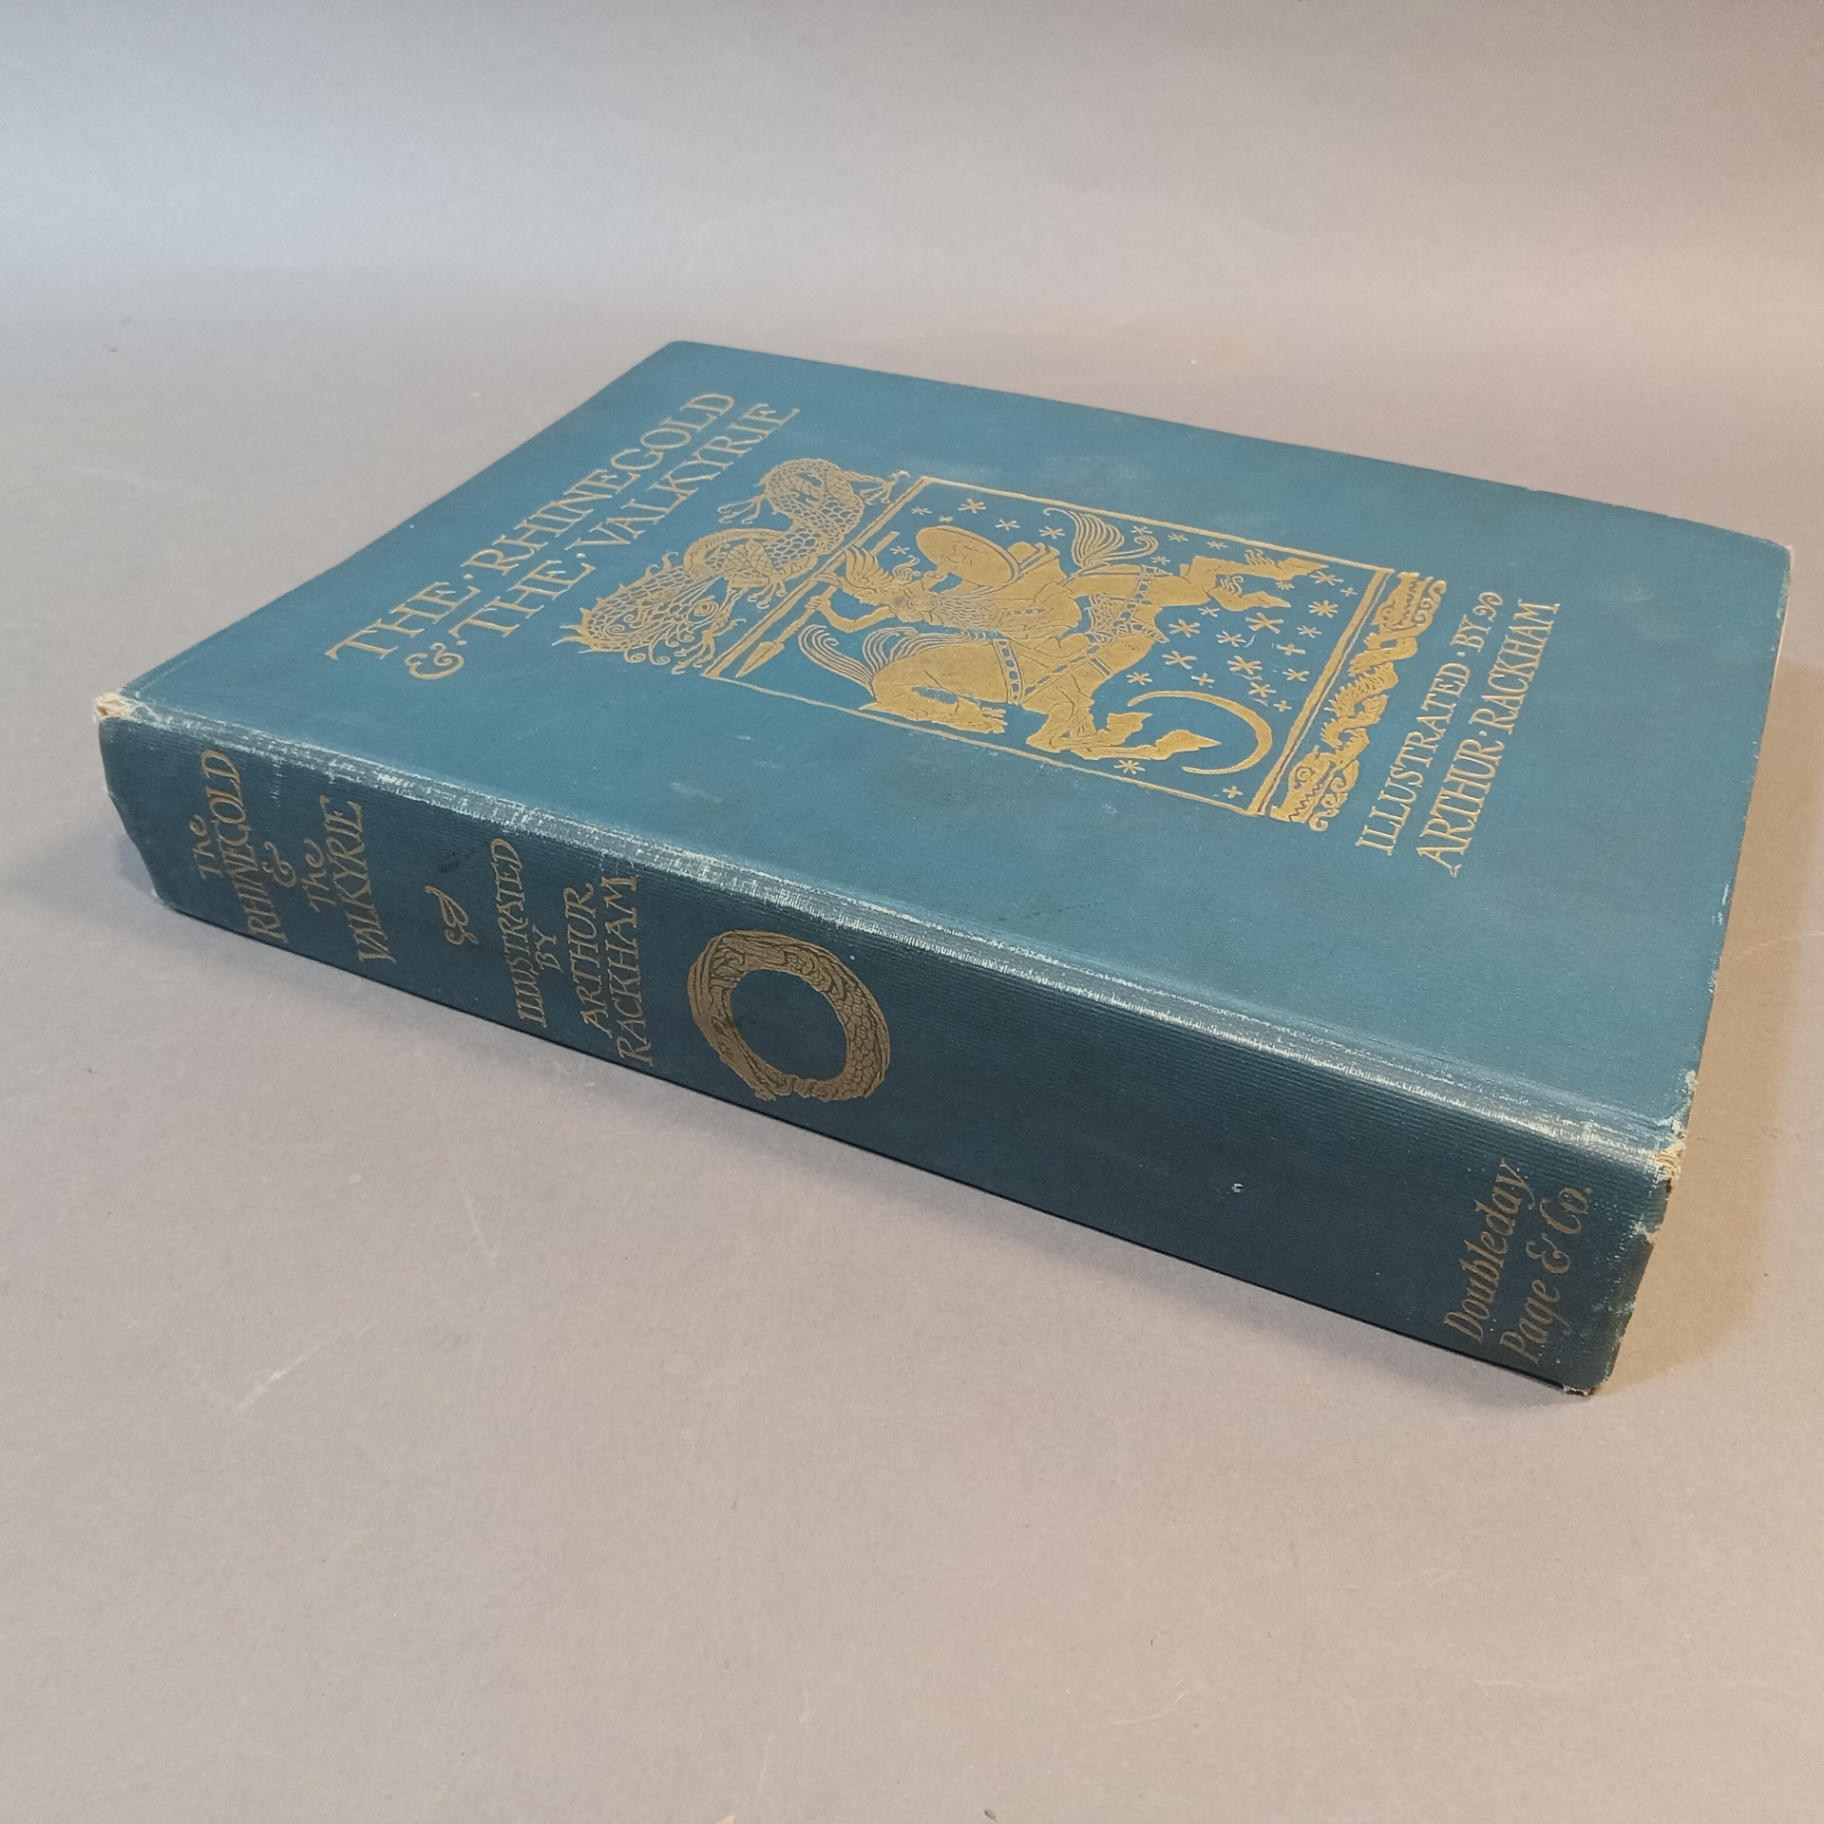 THE·RHINEGOLD
&·THE·VALKYRIE
ILLUSTRATED·BY
ARTHUR·RACKHAM
The
RHINEGOLD
&
The
VALKYRIE
ILLUSTRATED
BY
ARTHUR
RACKHAM
Doubleday
Page & Co.